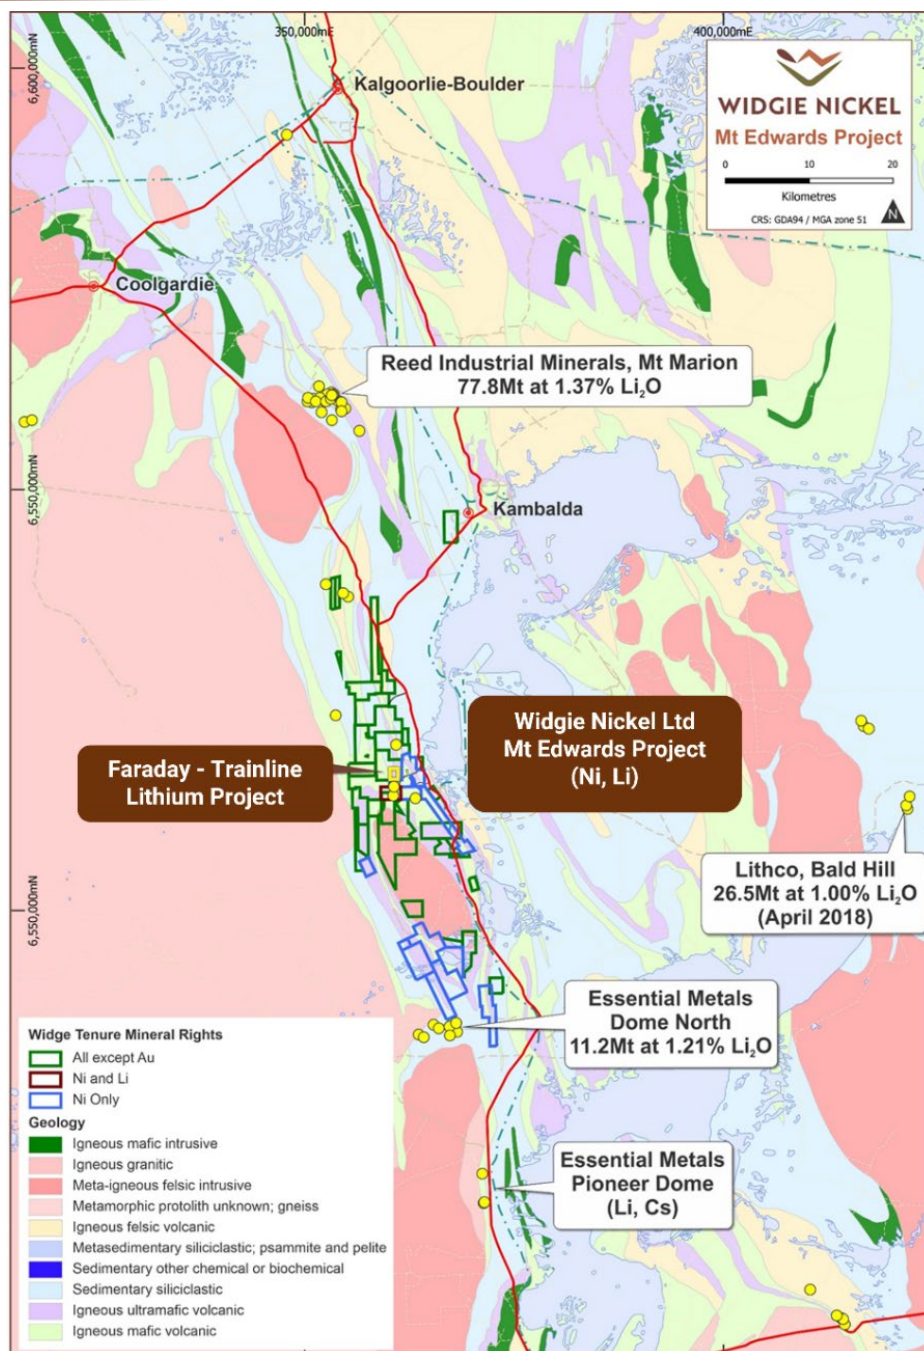 350,000mE
400,000mE
6,600,000mN
Kalgoorlie-Boulder
WIDGIE NICKEL
Mt Edwards Project
0 10 20
Kilometres
CRS: GDA94 / MGA zone 51
N
Coolgardie
Reed Industrial Minerals, Mt Marion
77.8Mt at 1.37% Li₂O
6,550,000mN
Kambalda
Widgie Nickel Ltd
Mt Edwards Project
(Ni, Li)
Faraday - Trainline
Lithium Project
Lithco, Bald Hill
26.5Mt at 1.00% Li₂O
(April 2018)
6,550,000mN
Essential Metals
Dome North
11.2Mt at 1.21% Li₂O
Essential Metals
Pioneer Dome
(Li, Cs)
Widge Tenure Mineral Rights
All except Au
Ni and Li
Ni Only
Geology
Igneous mafic intrusive
Igneous granitic
Meta-igneous felsic intrusive
Metamorphic protolith unknown; gneiss
Igneous felsic volcanic
Metasedimentary siliciclastic; psammite and pelite
Sedimentary other chemical or biochemical
Sedimentary siliciclastic
Igneous ultramafic volcanic
Igneous mafic volcanic